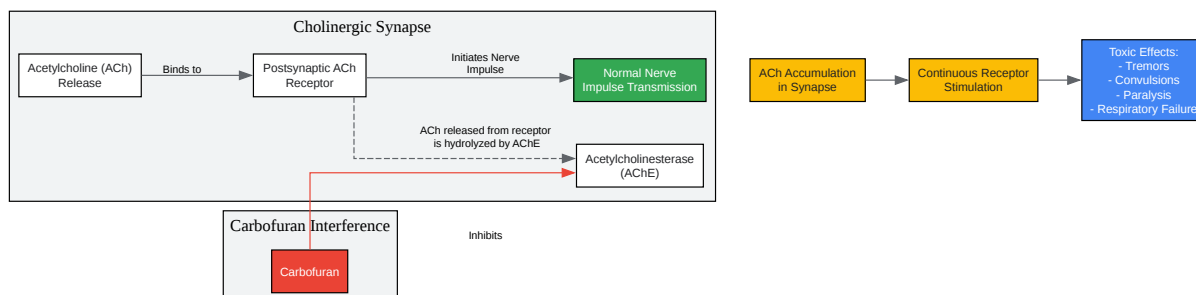 Cholinergic Synapse
Acetylcholine (ACh)
Release
Binds to
Postsynaptic ACh
Receptor
Initiates Nerve
Impulse
Normal Nerve
Impulse Transmission
ACh released from receptor
is hydrolyzed by AChE
Acetylcholinesterase
(AChE)
Carbofuran Interference
Carbofuran
Inhibits
ACh Accumulation
in Synapse
Continuous Receptor
Stimulation
Toxic Effects:
- Tremors
- Convulsions
- Paralysis
- Respiratory Failure